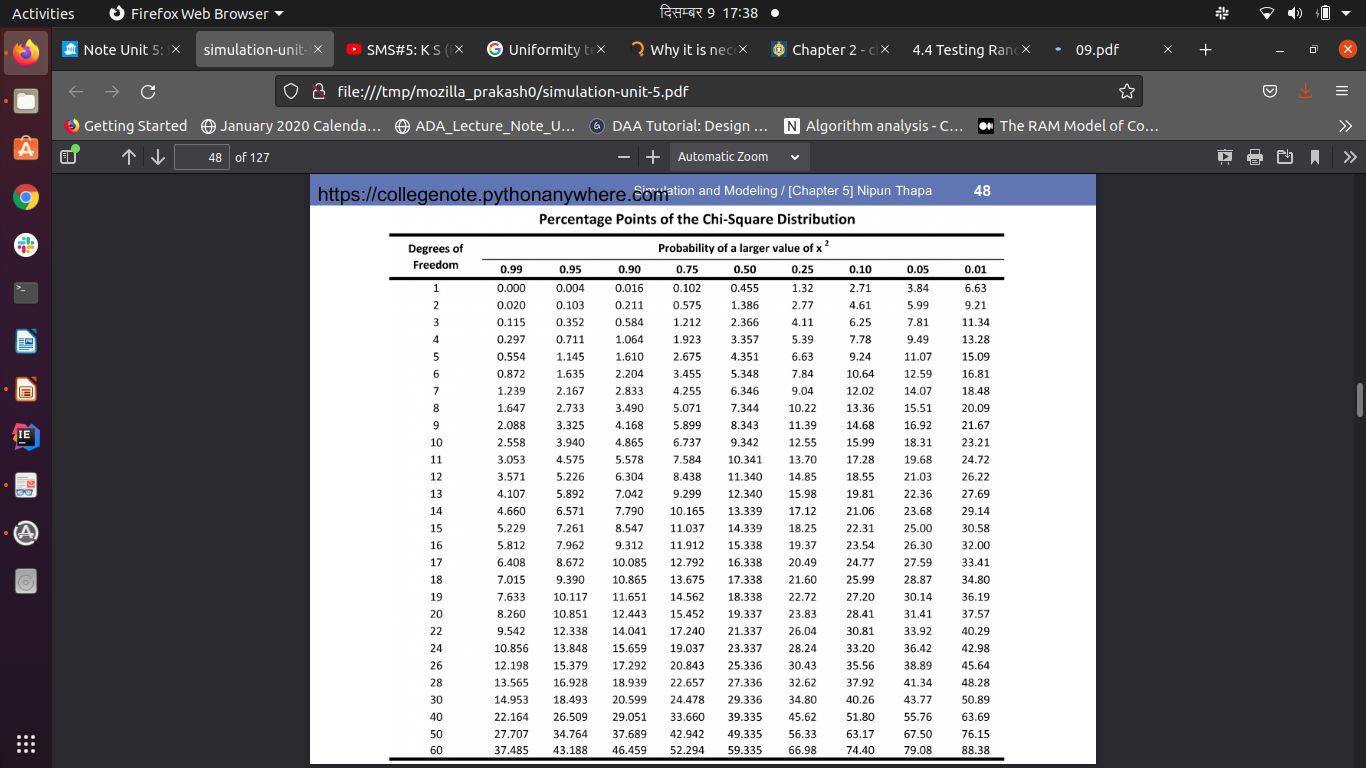 Activities
Firefox Web Browser
दिसम्बर 9 17:38
Note Unit 5:
simulation-unit-
SMS#5: K S (
Uniformity t
Why it is nec
Chapter 2 - c
4.4 Testing Ran
09.pdf
file:///tmp/mozilla_prakash0/simulation-unit-5.pdf
Getting Started
January 2020 Calenda...
ADA_Lecture_Note_U...
DAA Tutorial: Design ...
Algorithm analysis - C...
The RAM Model of Co...
48 of 127
Automatic Zoom
https://collegenote.pythonanywhere.com
Simulation and Modeling / [Chapter 5] Nipun Thapa 48
Percentage Points of the Chi-Square Distribution
Degrees of Freedom
Probability of a larger value of x 2
0.99 0.95 0.90 0.75 0.50 0.25 0.10 0.05 0.01
1 0.000 0.004 0.016 0.102 0.455 1.32 2.71 3.84 6.63
2 0.020 0.103 0.211 0.575 1.386 2.77 4.61 5.99 9.21
3 0.115 0.352 0.584 1.212 2.366 4.11 6.25 7.81 11.34
4 0.297 0.711 1.064 1.923 3.357 5.39 7.78 9.49 13.28
5 0.554 1.145 1.610 2.675 4.351 6.63 9.24 11.07 15.09
6 0.872 1.635 2.204 3.455 5.348 7.84 10.64 12.59 16.81
7 1.239 2.167 2.833 4.255 6.346 9.04 12.02 14.07 18.48
8 1.647 2.733 3.490 5.071 7.344 10.22 13.36 15.51 20.09
9 2.088 3.325 4.168 5.899 8.343 11.39 14.68 16.92 21.67
10 2.558 3.940 4.865 6.737 9.342 12.55 15.99 18.31 23.21
11 3.053 4.575 5.578 7.584 10.341 13.70 17.28 19.68 24.72
12 3.571 5.226 6.304 8.438 11.340 14.85 18.55 21.03 26.22
13 4.107 5.892 7.042 9.299 12.340 15.98 19.81 22.36 27.69
14 4.660 6.571 7.790 10.165 13.339 17.12 21.06 23.68 29.14
15 5.229 7.261 8.547 11.037 14.339 18.25 22.31 25.00 30.58
16 5.812 7.962 9.312 11.912 15.338 19.37 23.54 26.30 32.00
17 6.408 8.672 10.085 12.792 16.338 20.49 24.77 27.59 33.41
18 7.015 9.390 10.865 13.675 17.338 21.60 25.99 28.87 34.80
19 7.633 10.117 11.651 14.562 18.338 22.72 27.20 30.14 36.19
20 8.260 10.851 12.443 15.452 19.337 23.83 28.41 31.41 37.57
22 9.542 12.338 14.041 17.240 21.337 26.04 30.81 33.92 40.29
24 10.856 13.848 15.659 19.037 23.337 28.24 33.20 36.42 42.98
26 12.198 15.379 17.292 20.843 25.336 30.43 35.56 38.89 45.64
28 13.565 16.928 18.939 22.657 27.336 32.62 37.92 41.34 48.28
30 14.953 18.493 20.599 24.478 29.336 34.80 40.26 43.77 50.89
40 22.164 26.509 29.051 33.660 39.335 45.62 51.80 55.76 63.69
50 27.707 34.764 37.689 42.942 49.335 56.33 63.17 67.50 76.15
60 37.485 43.188 46.459 52.294 59.335 66.98 74.40 79.08 88.38